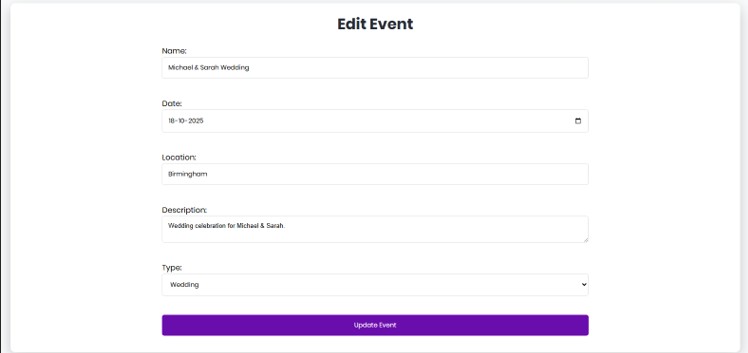 Edit Event
Name:
Michael & Sarah Wedding
Date:
18-10-2025
Location:
Birmingham
Description:
Wedding celebration for Michael & Sarah.
Type:
Wedding
Update Event